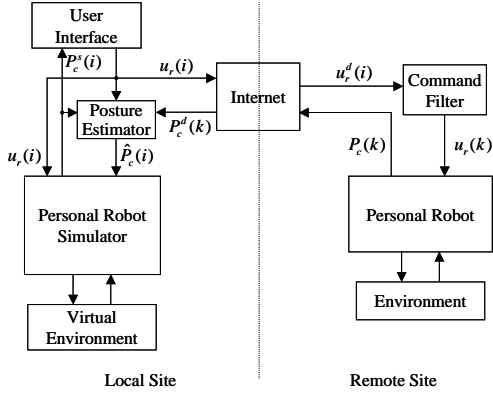 User
Interface
P_c^s(i)
u_r(i)
u_r^d(i)
Internet
Command
Filter
Posture
Estimator
P_c^d(k)
u_r(i)
P̂_c(i)
P_c(k)
u_r(k)
Personal Robot
Simulator
Personal Robot
Virtual
Environment
Environment
Local Site
Remote Site